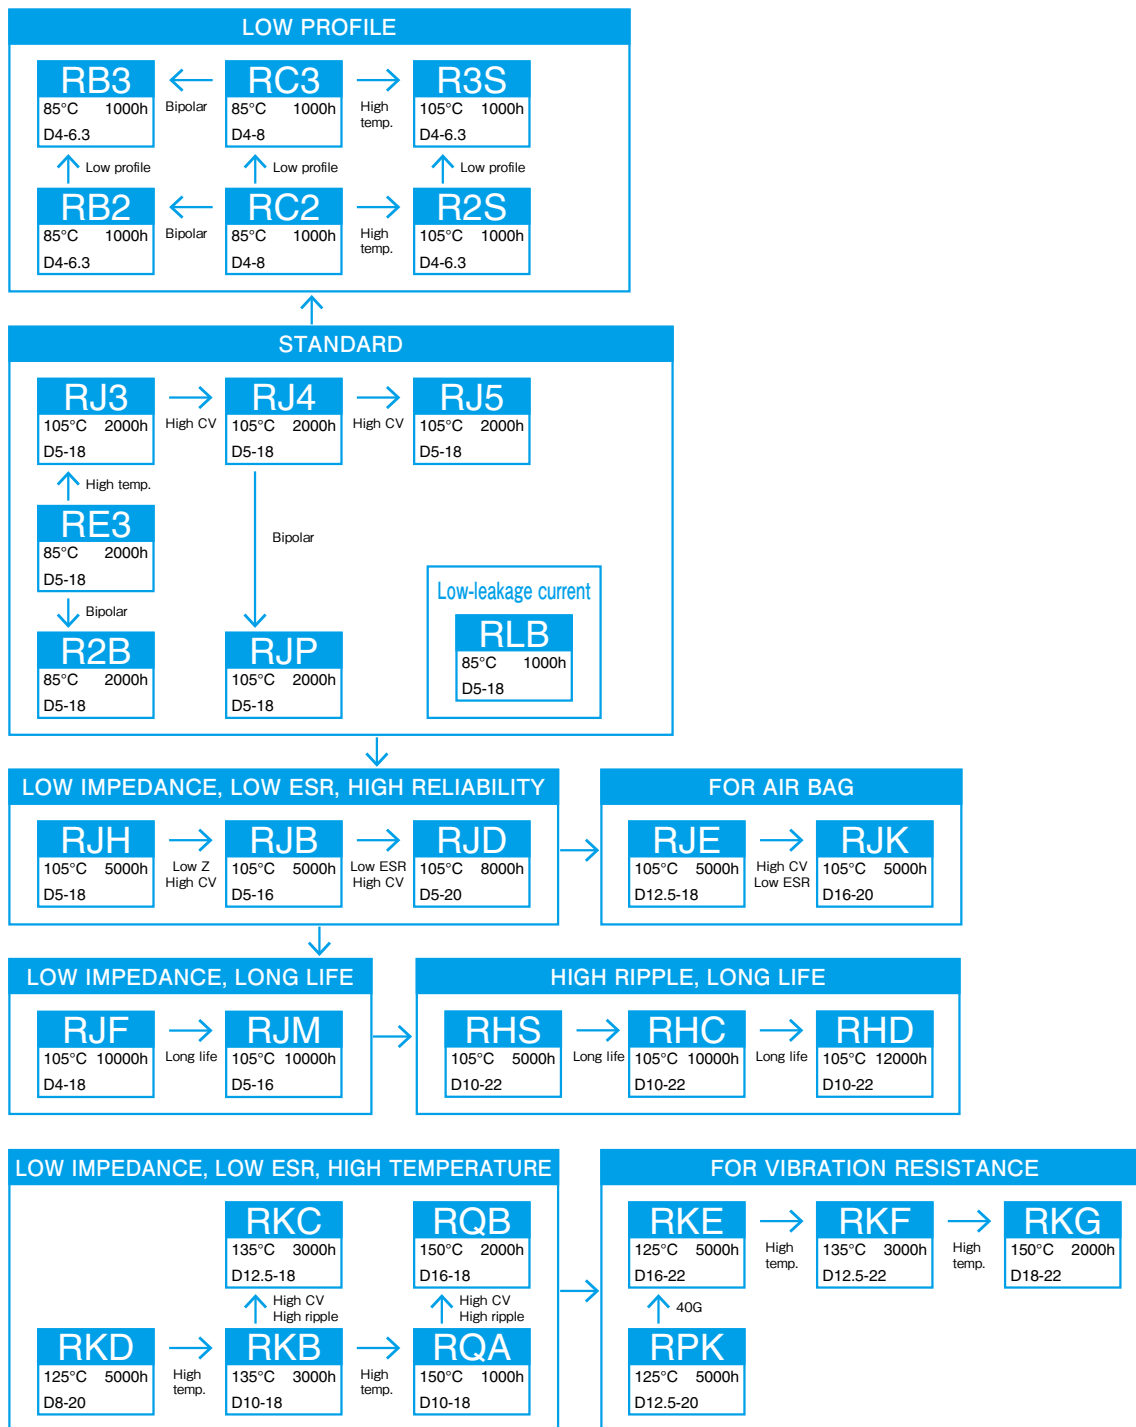 LOW PROFILE
RB3
85°C 1000h
D4-6.3
Bipolar
RC3
85°C 1000h
D4-8
High
temp.
R3S
105°C 1000h
D4-6.3
Low profile
Low profile
Low profile
RB2
85°C 1000h
D4-6.3
Bipolar
RC2
85°C 1000h
D4-8
High
temp.
R2S
105°C 1000h
D4-6.3
STANDARD
RJ3
105°C 2000h
D5-18
High CV
RJ4
105°C 2000h
D5-18
High CV
RJ5
105°C 2000h
D5-18
High temp.
RE3
85°C 2000h
D5-18
Bipolar
Bipolar
R2B
85°C 2000h
D5-18
RJP
105°C 2000h
D5-18
Low-leakage current
RLB
85°C 1000h
D5-18
LOW IMPEDANCE, LOW ESR, HIGH RELIABILITY
RJH
105°C 5000h
D5-18
Low Z
High CV
RJB
105°C 5000h
D5-16
Low ESR
High CV
RJD
105°C 8000h
D5-20
FOR AIR BAG
RJE
105°C 5000h
D12.5-18
High CV
Low ESR
RJK
105°C 5000h
D16-20
LOW IMPEDANCE, LONG LIFE
RJF
105°C 10000h
D4-18
Long life
RJM
105°C 10000h
D5-16
HIGH RIPPLE, LONG LIFE
RHS
105°C 5000h
D10-22
Long life
RHC
105°C 10000h
D10-22
Long life
RHD
105°C 12000h
D10-22
LOW IMPEDANCE, LOW ESR, HIGH TEMPERATURE
RKC
135°C 3000h
D12.5-18
RQB
150°C 2000h
D16-18
High CV
High ripple
High CV
High ripple
RKD
125°C 5000h
D8-20
High
temp.
RKB
135°C 3000h
D10-18
High
temp.
RQA
150°C 1000h
D10-18
FOR VIBRATION RESISTANCE
RKE
125°C 5000h
D16-22
High
temp.
RKF
135°C 3000h
D12.5-22
High
temp.
RKG
150°C 2000h
D18-22
40G
RPK
125°C 5000h
D12.5-20